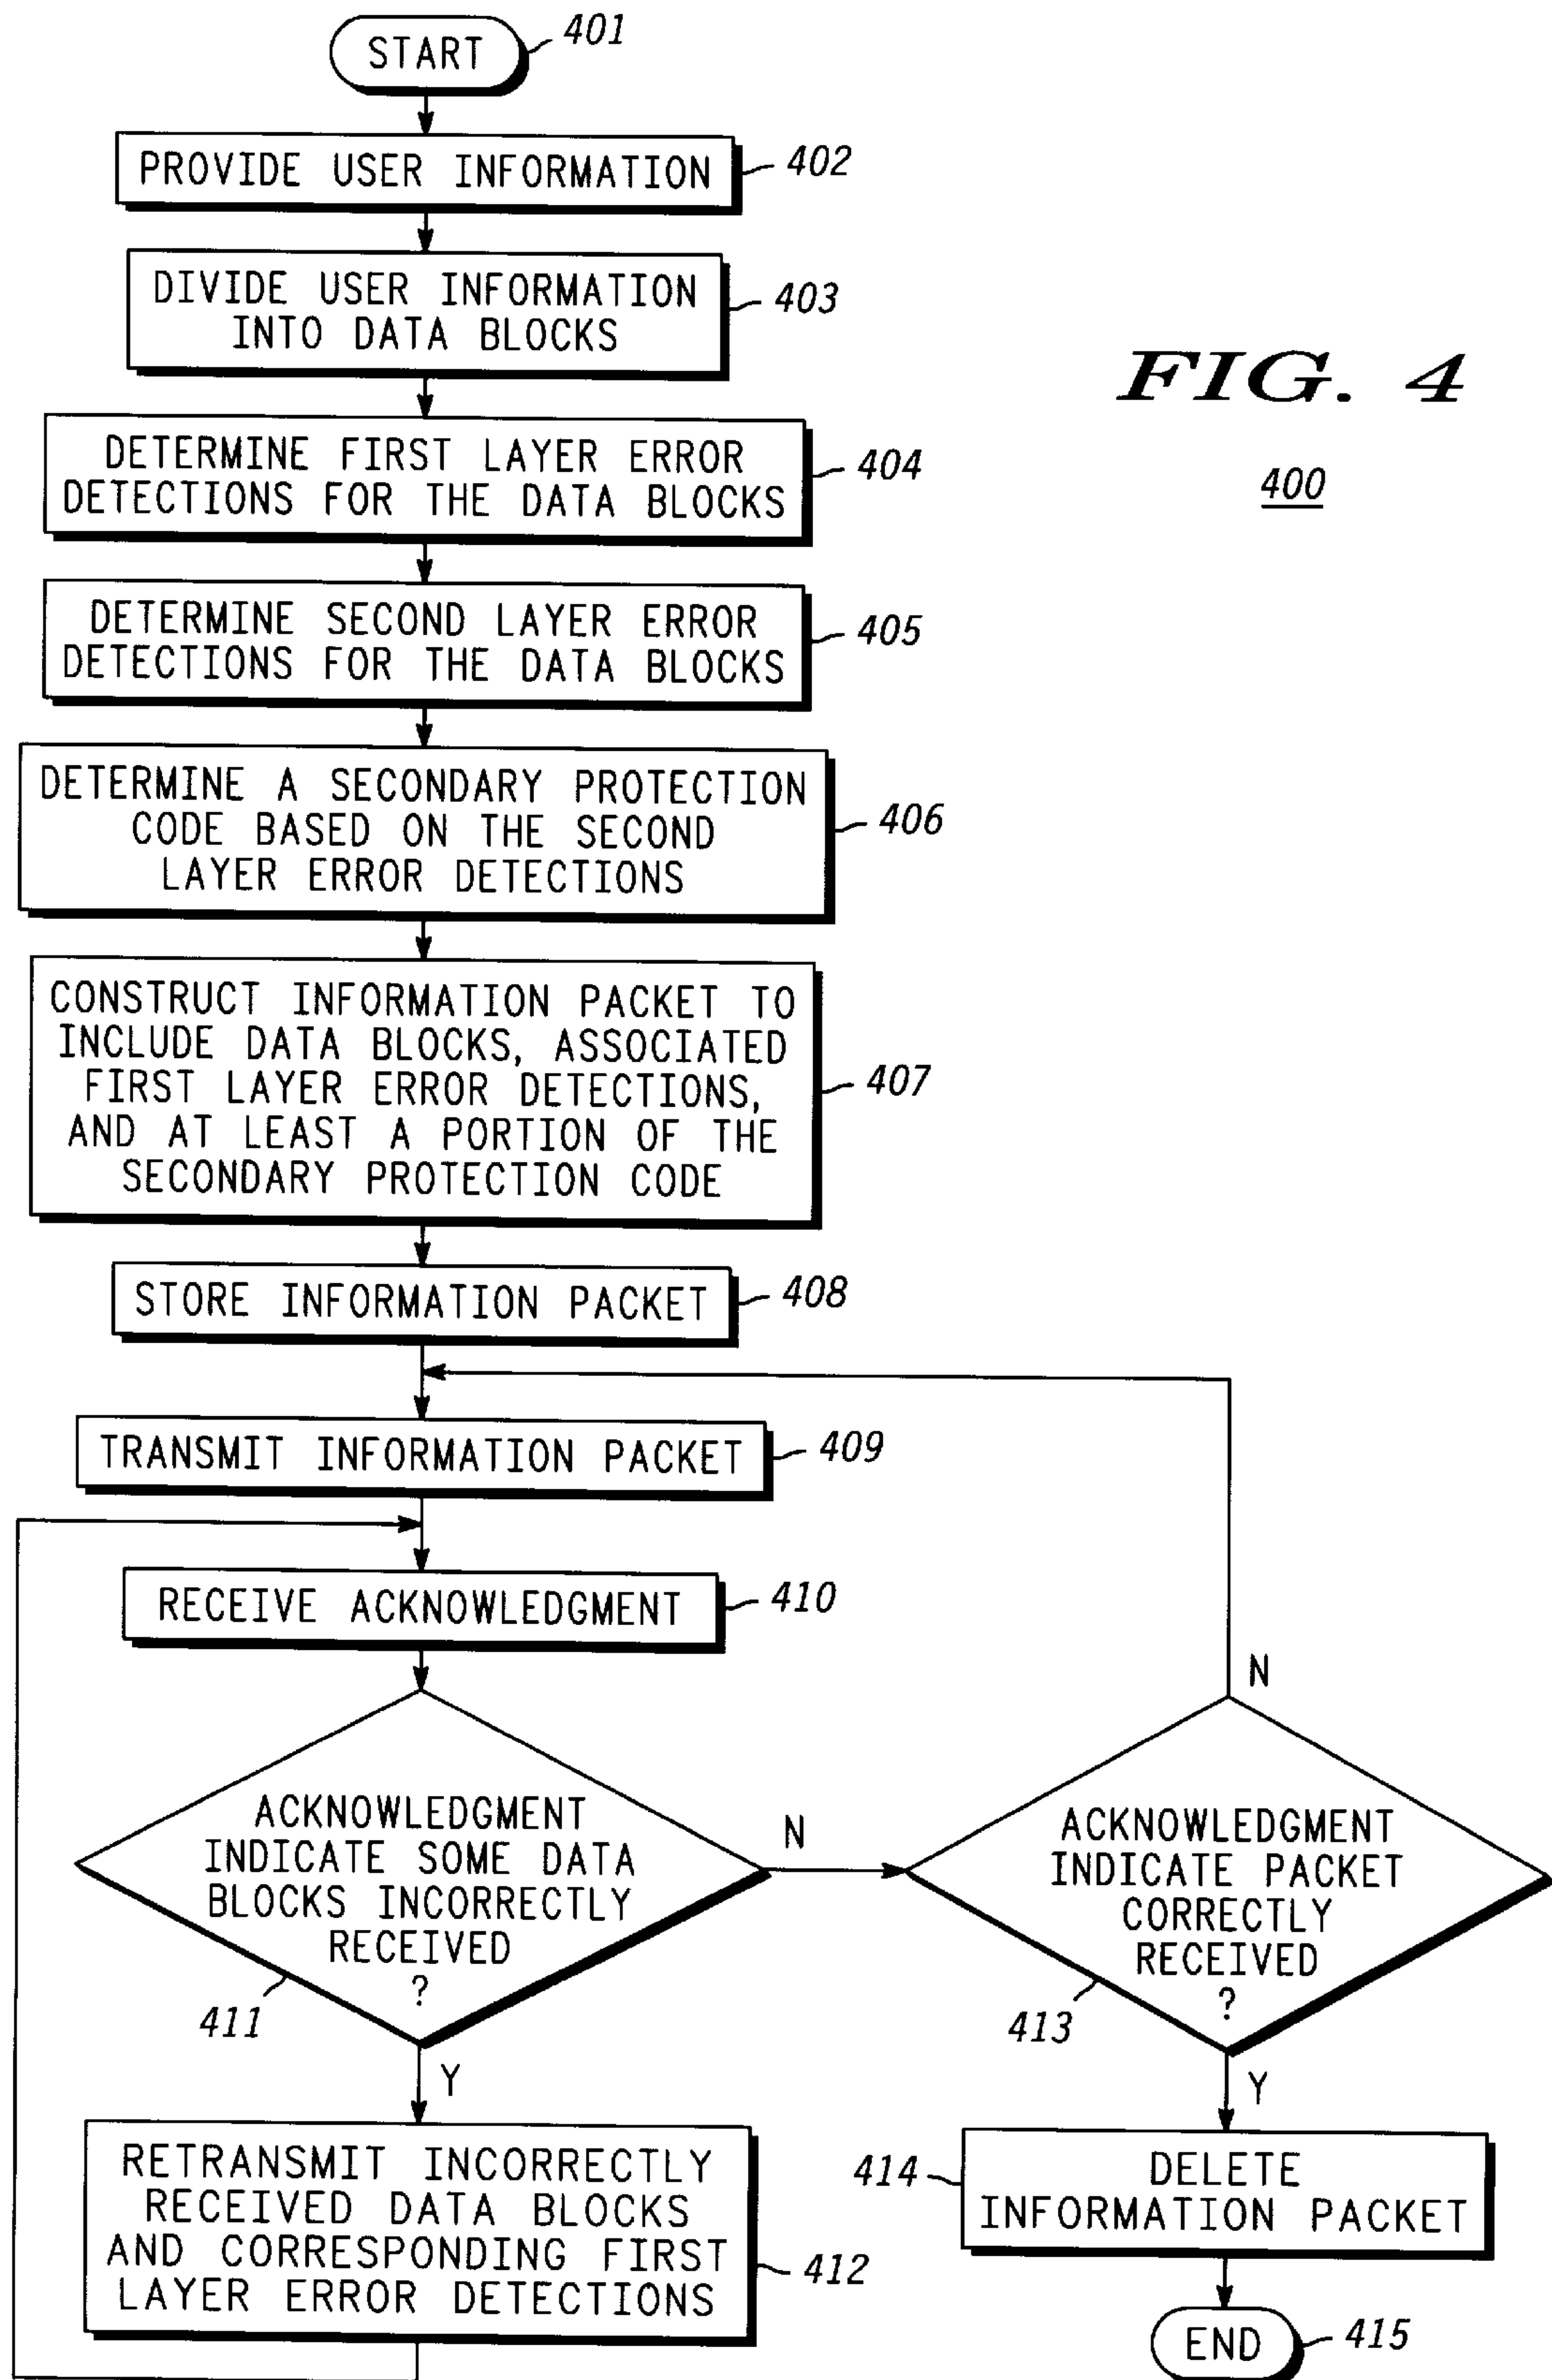 START
401
PROVIDE USER INFORMATION
402
DIVIDE USER INFORMATION
INTO DATA BLOCKS
403
FIG. 4
400
DETERMINE FIRST LAYER ERROR
DETECTIONS FOR THE DATA BLOCKS
404
DETERMINE SECOND LAYER ERROR
DETECTIONS FOR THE DATA BLOCKS
405
DETERMINE A SECONDARY PROTECTION
CODE BASED ON THE SECOND
LAYER ERROR DETECTIONS
406
CONSTRUCT INFORMATION PACKET TO
INCLUDE DATA BLOCKS, ASSOCIATED
FIRST LAYER ERROR DETECTIONS,
AND AT LEAST A PORTION OF THE
SECONDARY PROTECTION CODE
407
STORE INFORMATION PACKET
408
TRANSMIT INFORMATION PACKET
409
RECEIVE ACKNOWLEDGMENT
410
ACKNOWLEDGMENT
INDICATE SOME DATA
BLOCKS INCORRECTLY
RECEIVED
?
411
N
Y
ACKNOWLEDGMENT
INDICATE PACKET
CORRECTLY
RECEIVED
?
413
N
Y
RETRANSMIT INCORRECTLY
RECEIVED DATA BLOCKS
AND CORRESPONDING FIRST
LAYER ERROR DETECTIONS
412
414
DELETE
INFORMATION PACKET
END
415